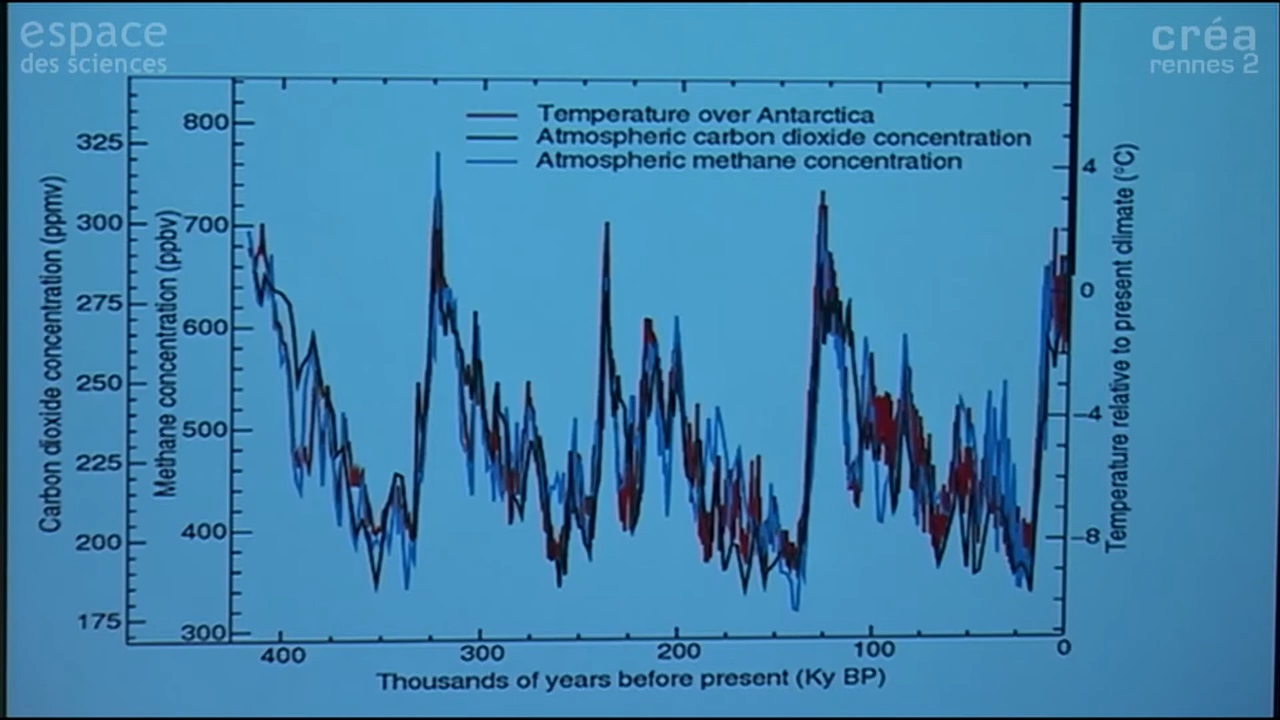 espace
des sciences
créa
rennes 2
Temperature over Antarctica
Atmospheric carbon dioxide concentration
Atmospheric methane concentration
Carbon dioxide concentration (ppmv)
325
300
275
250
225
200
175
Methane concentration (ppbv)
800
700
600
500
400
300
4
0
–4
–8
Temperature relative to present climate (°C)
400 300 200 100 0
Thousands of years before present (Ky BP)